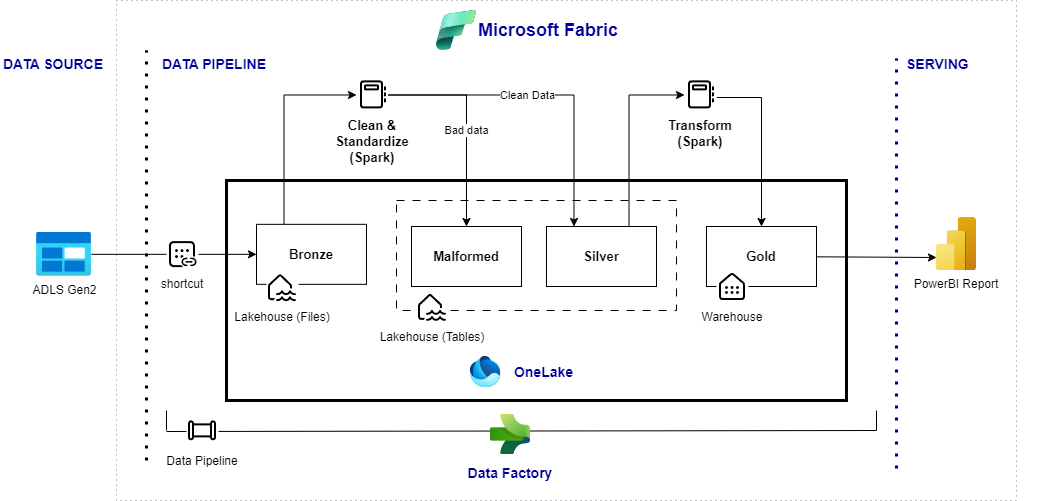 Microsoft Fabric
DATA SOURCE
DATA PIPELINE
SERVING
Clean &
Standardize
(Spark)
Bad data
Clean Data
Transform
(Spark)
ADLS Gen2
shortcut
Bronze
Lakehouse (Files)
Malformed
Silver
Lakehouse (Tables)
Gold
Warehouse
PowerBI Report
OneLake
Data Pipeline
Data Factory